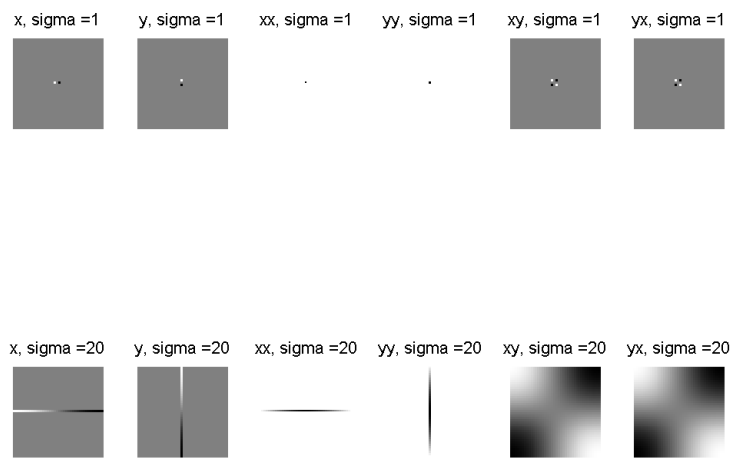 x, sigma =1 y, sigma =1 xx, sigma =1 yy, sigma =1 xy, sigma =1 yx, sigma =1
x, sigma =20 y, sigma =20 xx, sigma =20 yy, sigma =20 xy, sigma =20 yx, sigma =20